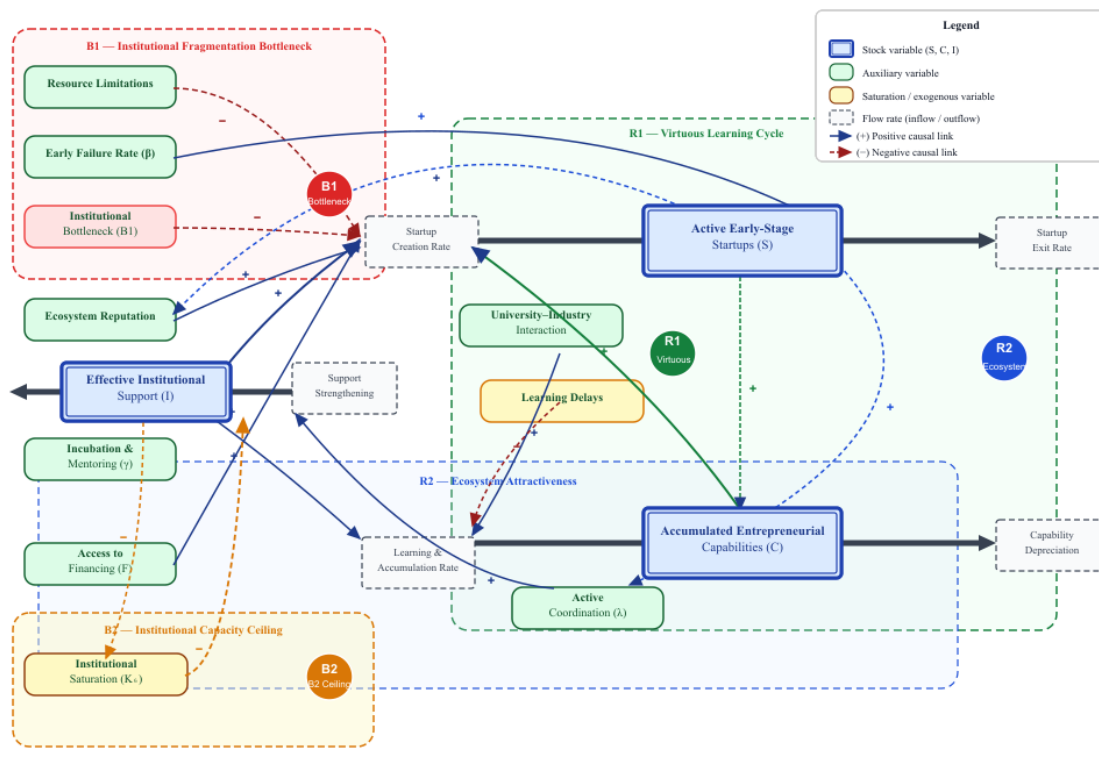 Legend
Stock variable (S, C, I)
Auxiliary variable
Saturation / exogenous variable
Flow rate (inflow / outflow)
(+) Positive causal link
(−) Negative causal link
B1 — Institutional Fragmentation Bottleneck
Resource Limitations
−
Early Failure Rate (β)
+
Institutional
Bottleneck (B1)
−
B1
Bottleneck
R1 — Virtuous Learning Cycle
+
Startup
Creation Rate
Active Early-Stage
Startups (S)
Startup
Exit Rate
Ecosystem Reputation
+
+
University–Industry
Interaction
+
R1
Virtuous
R2
Ecosystem
Effective Institutional
Support (I)
Support
Strengthening
Learning Delays
+
+
+
Incubation &
Mentoring (γ)
+
R2 — Ecosystem Attractiveness
Access to
Financing (F)
−
Learning &
Accumulation Rate
+
Accumulated Entrepreneurial
Capabilities (C)
Capability
Depreciation
Active
Coordination (λ)
B2 — Institutional Capacity Ceiling
−
Institutional
B2
B2 Ceiling